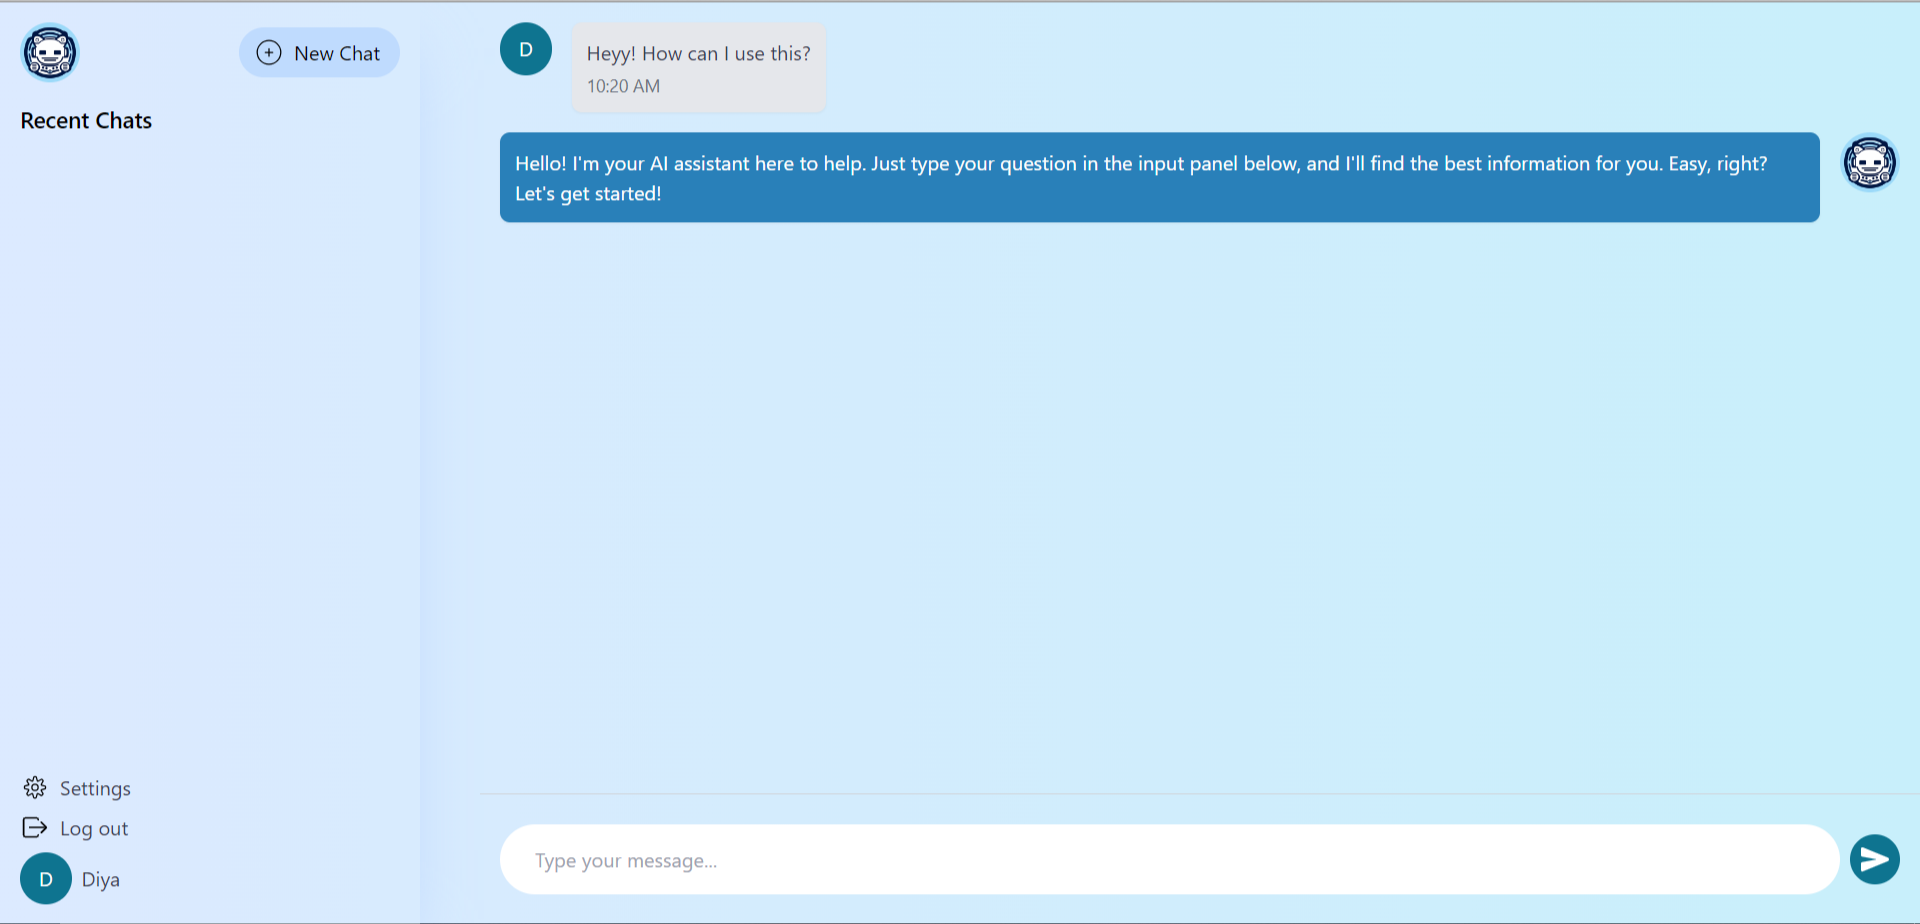 New Chat
Recent Chats
Settings
Log out
D
Diya
D
Heyy! How can I use this?
10:20 AM
Hello! I'm your AI assistant here to help. Just type your question in the input panel below, and I'll find the best information for you. Easy, right?
Let's get started!
Type your message...